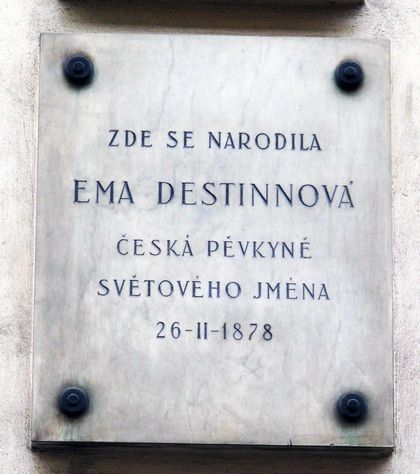 ZDE SE NARODILA
EMA DESTINNOVÁ
ČESKÁ PĚVKYNĚ
SVĚTOVÉHO JMÉNA
26-II-1878